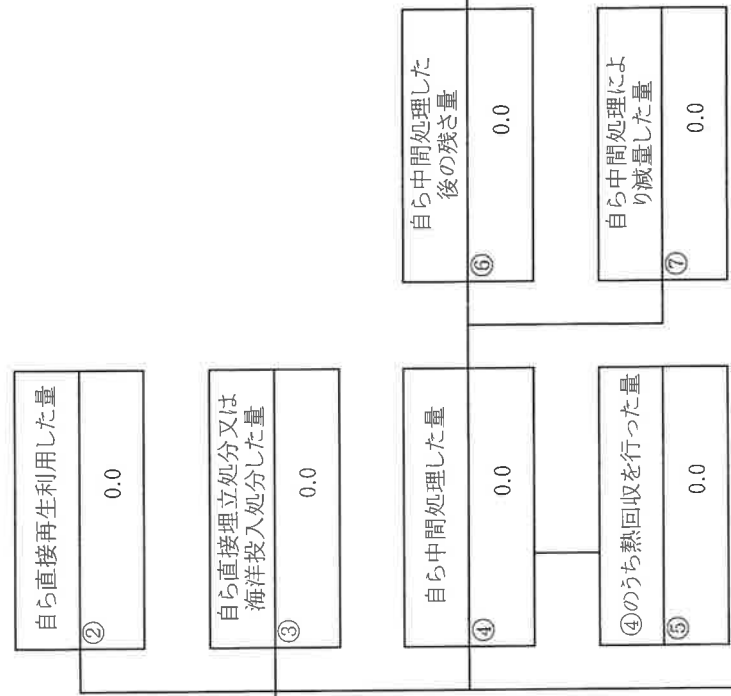 自ら直接再生利用した量
②
0.0
自ら直接埋立処分又は
海洋投入処分した量
③
0.0
自ら中間処理した量
④
0.0
④のうち熱回収を行った量
⑤
0.0
自ら中間処理した
後の残さ量
⑥
0.0
自ら中間処理によ
り減量した量
⑦
0.0